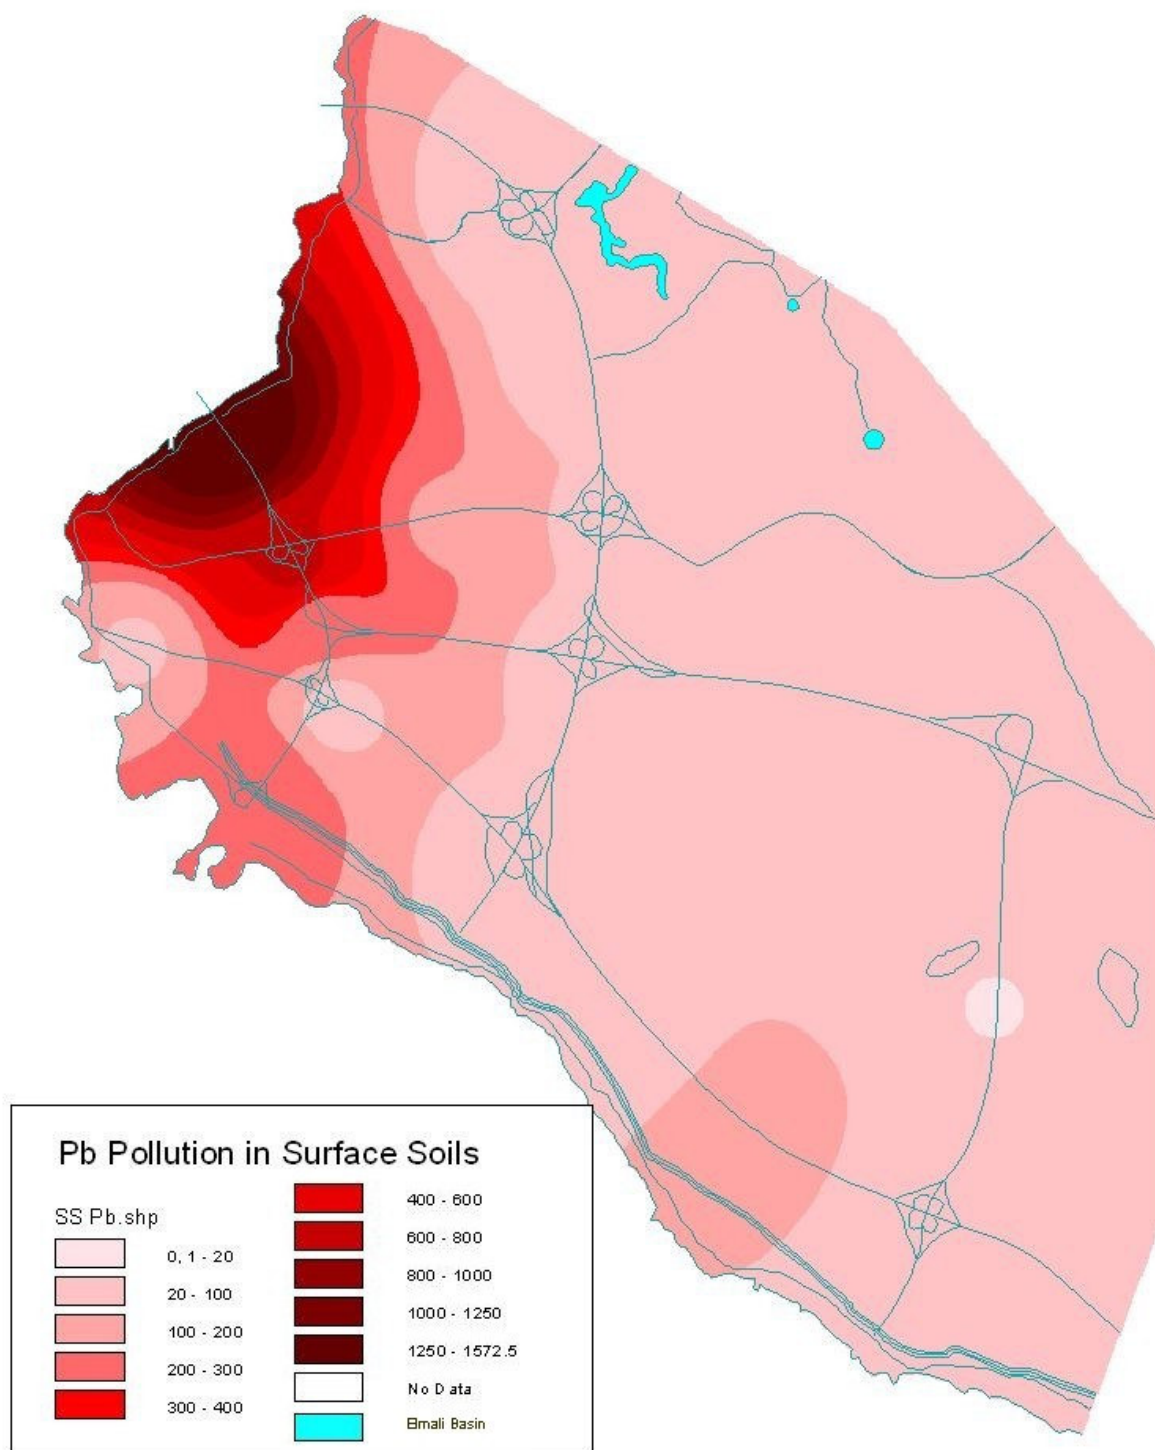 Pb Pollution in Surface Soils
SS Pb.shp
0, 1 - 20
20 - 100
100 - 200
200 - 300
300 - 400
400 - 600
600 - 800
800 - 1000
1000 - 1250
1250 - 1572.5
No Data
Elmali Basin